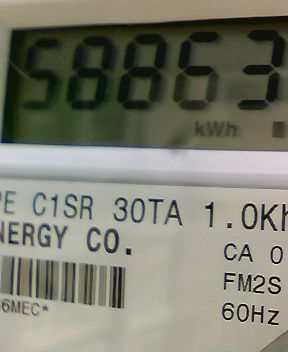 58863
kWh
PE C1SR 30TA 1.0Kh
NERGY CO.
CA 0
FM2S
6MEC*
60Hz